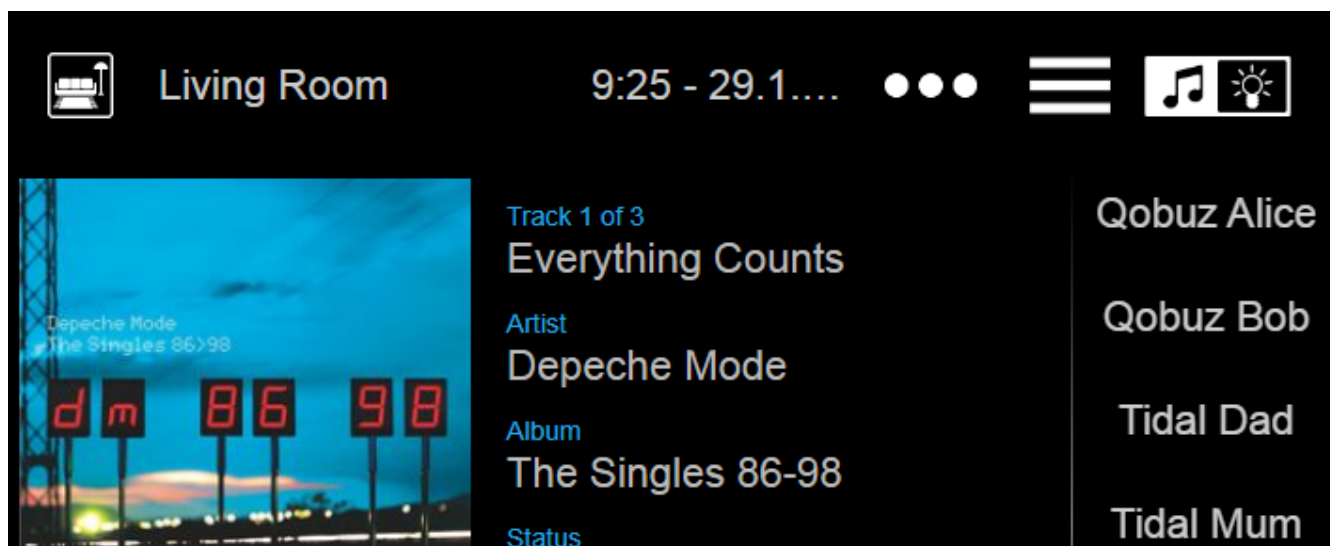 Living Room
9:25 - 29.1....
Depeche Mode
The Singles 86>98
dm 86 98
Track 1 of 3
Everything Counts
Artist
Depeche Mode
Album
The Singles 86-98
Status
Qobuz Alice
Qobuz Bob
Tidal Dad
Tidal Mum